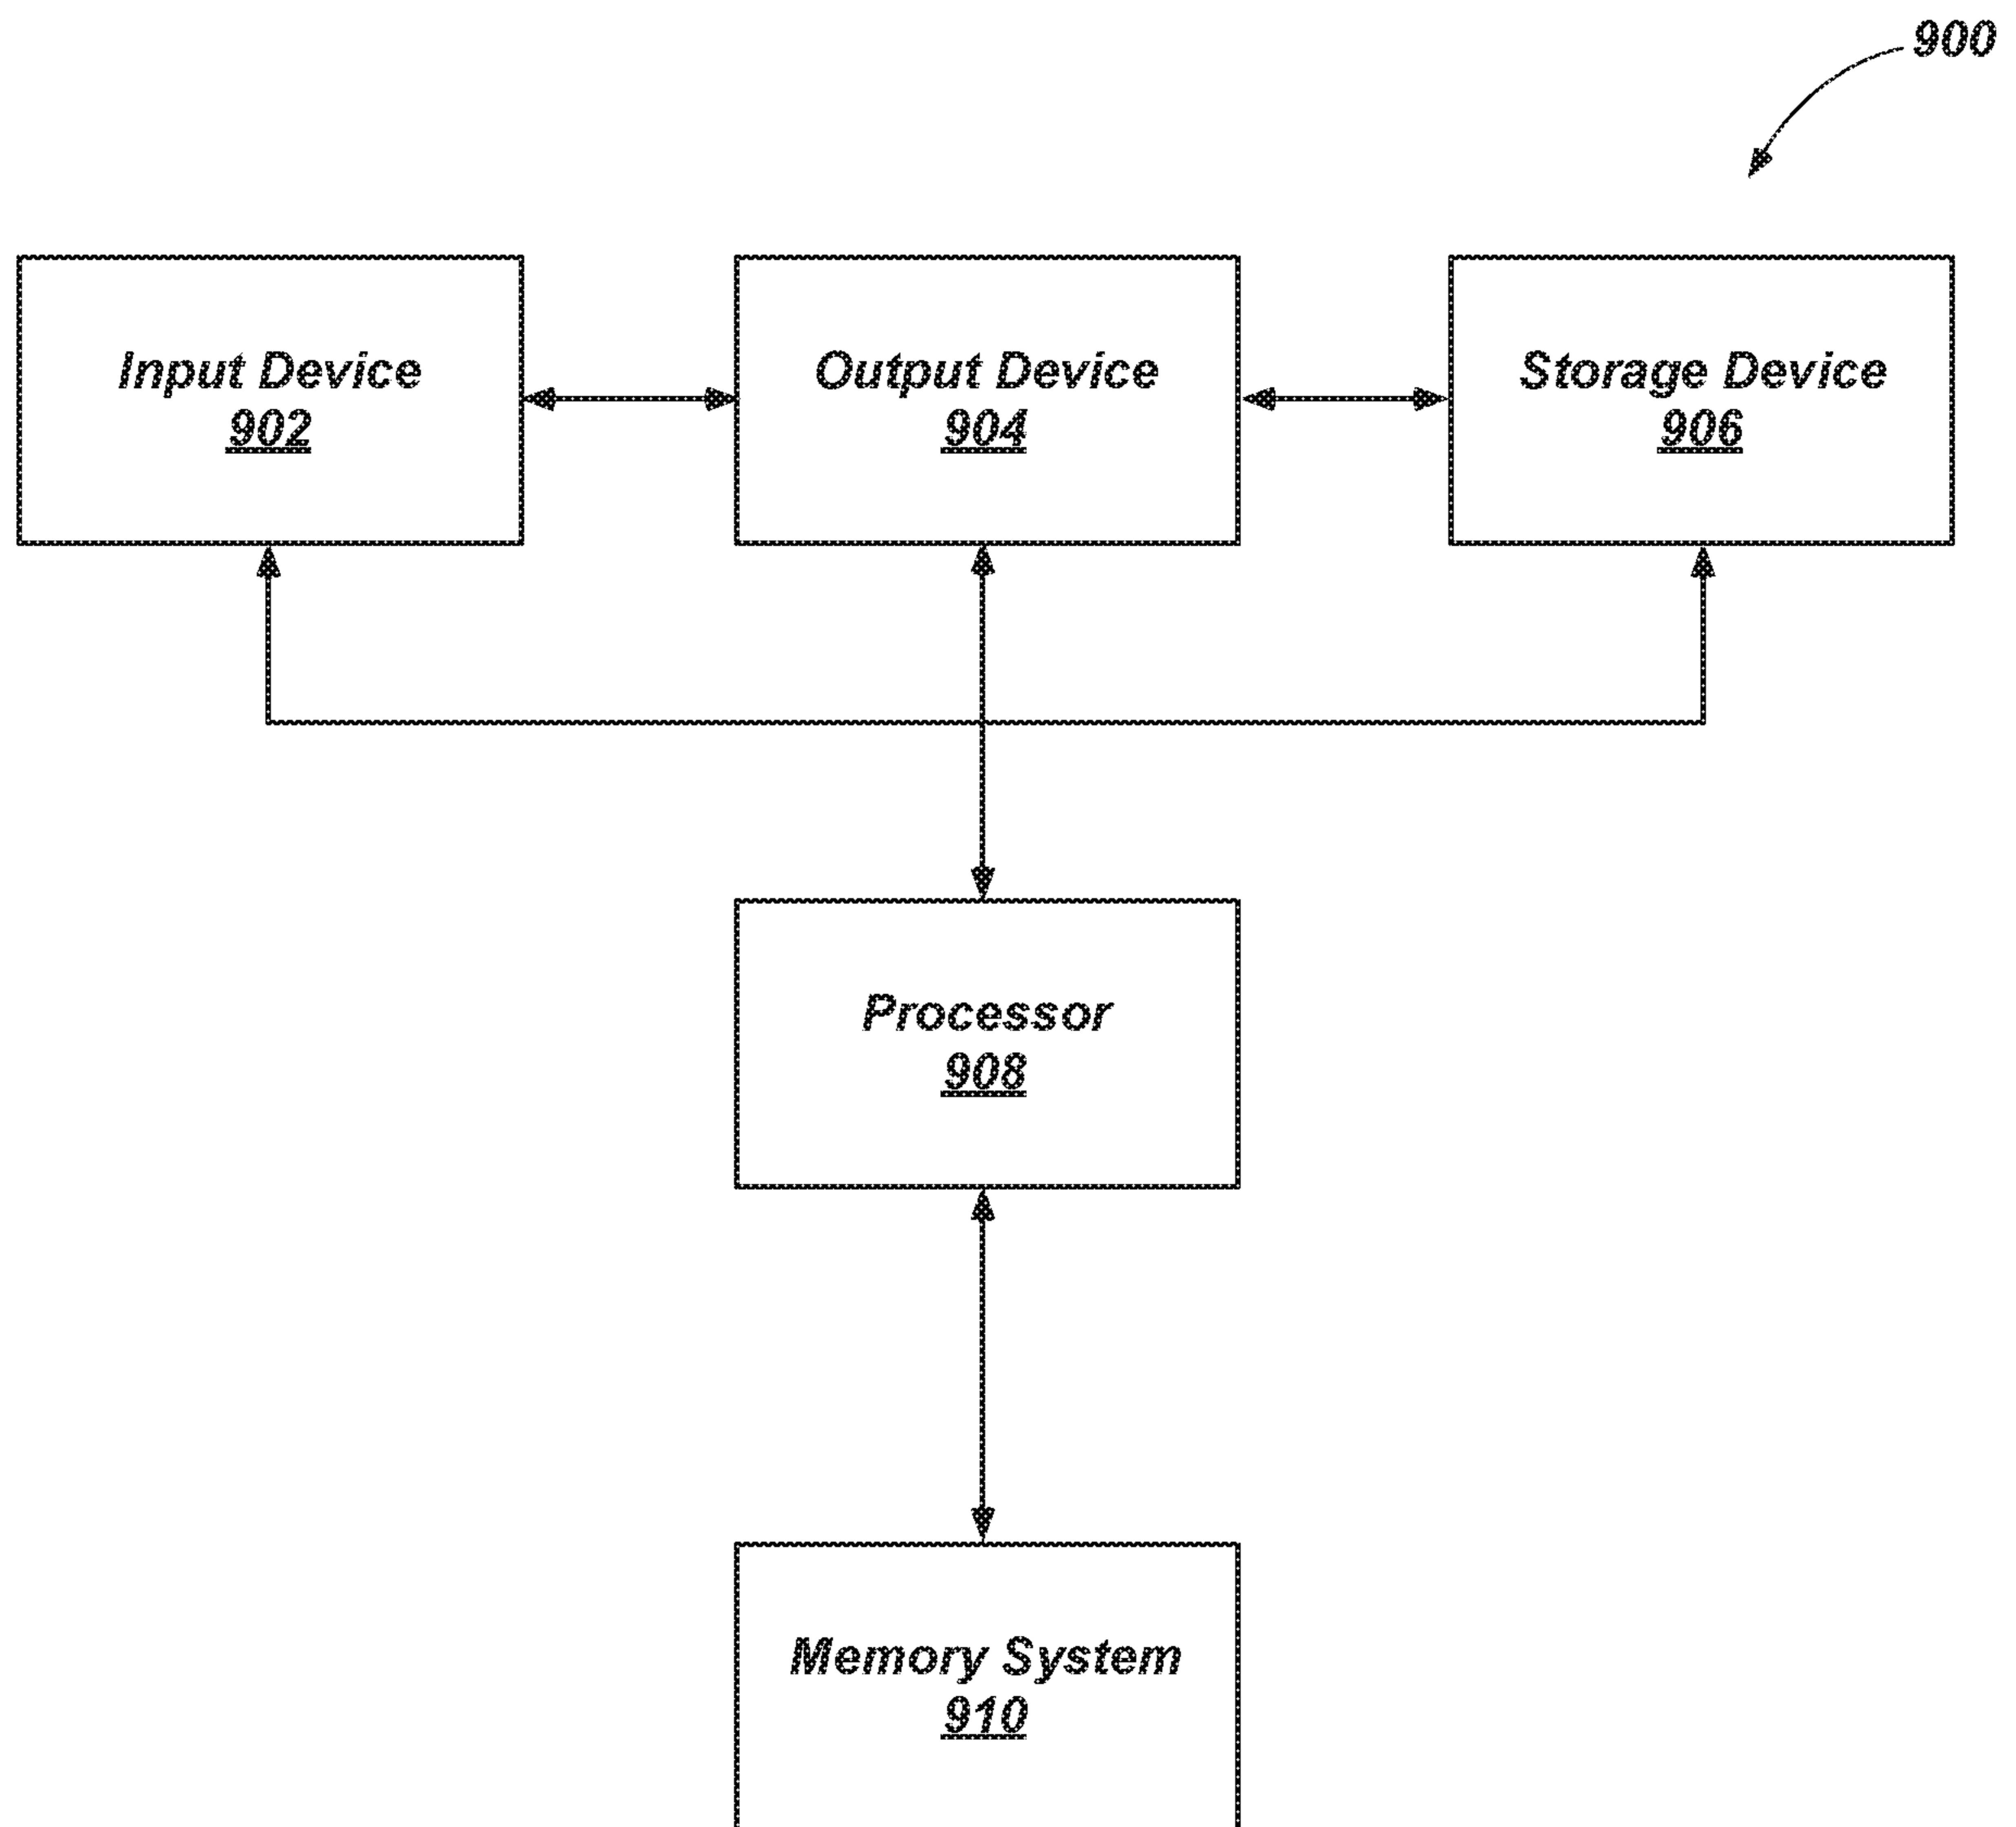 900
Input Device
902
Output Device
904
Storage Device
906
Processor
908
Memory System
910